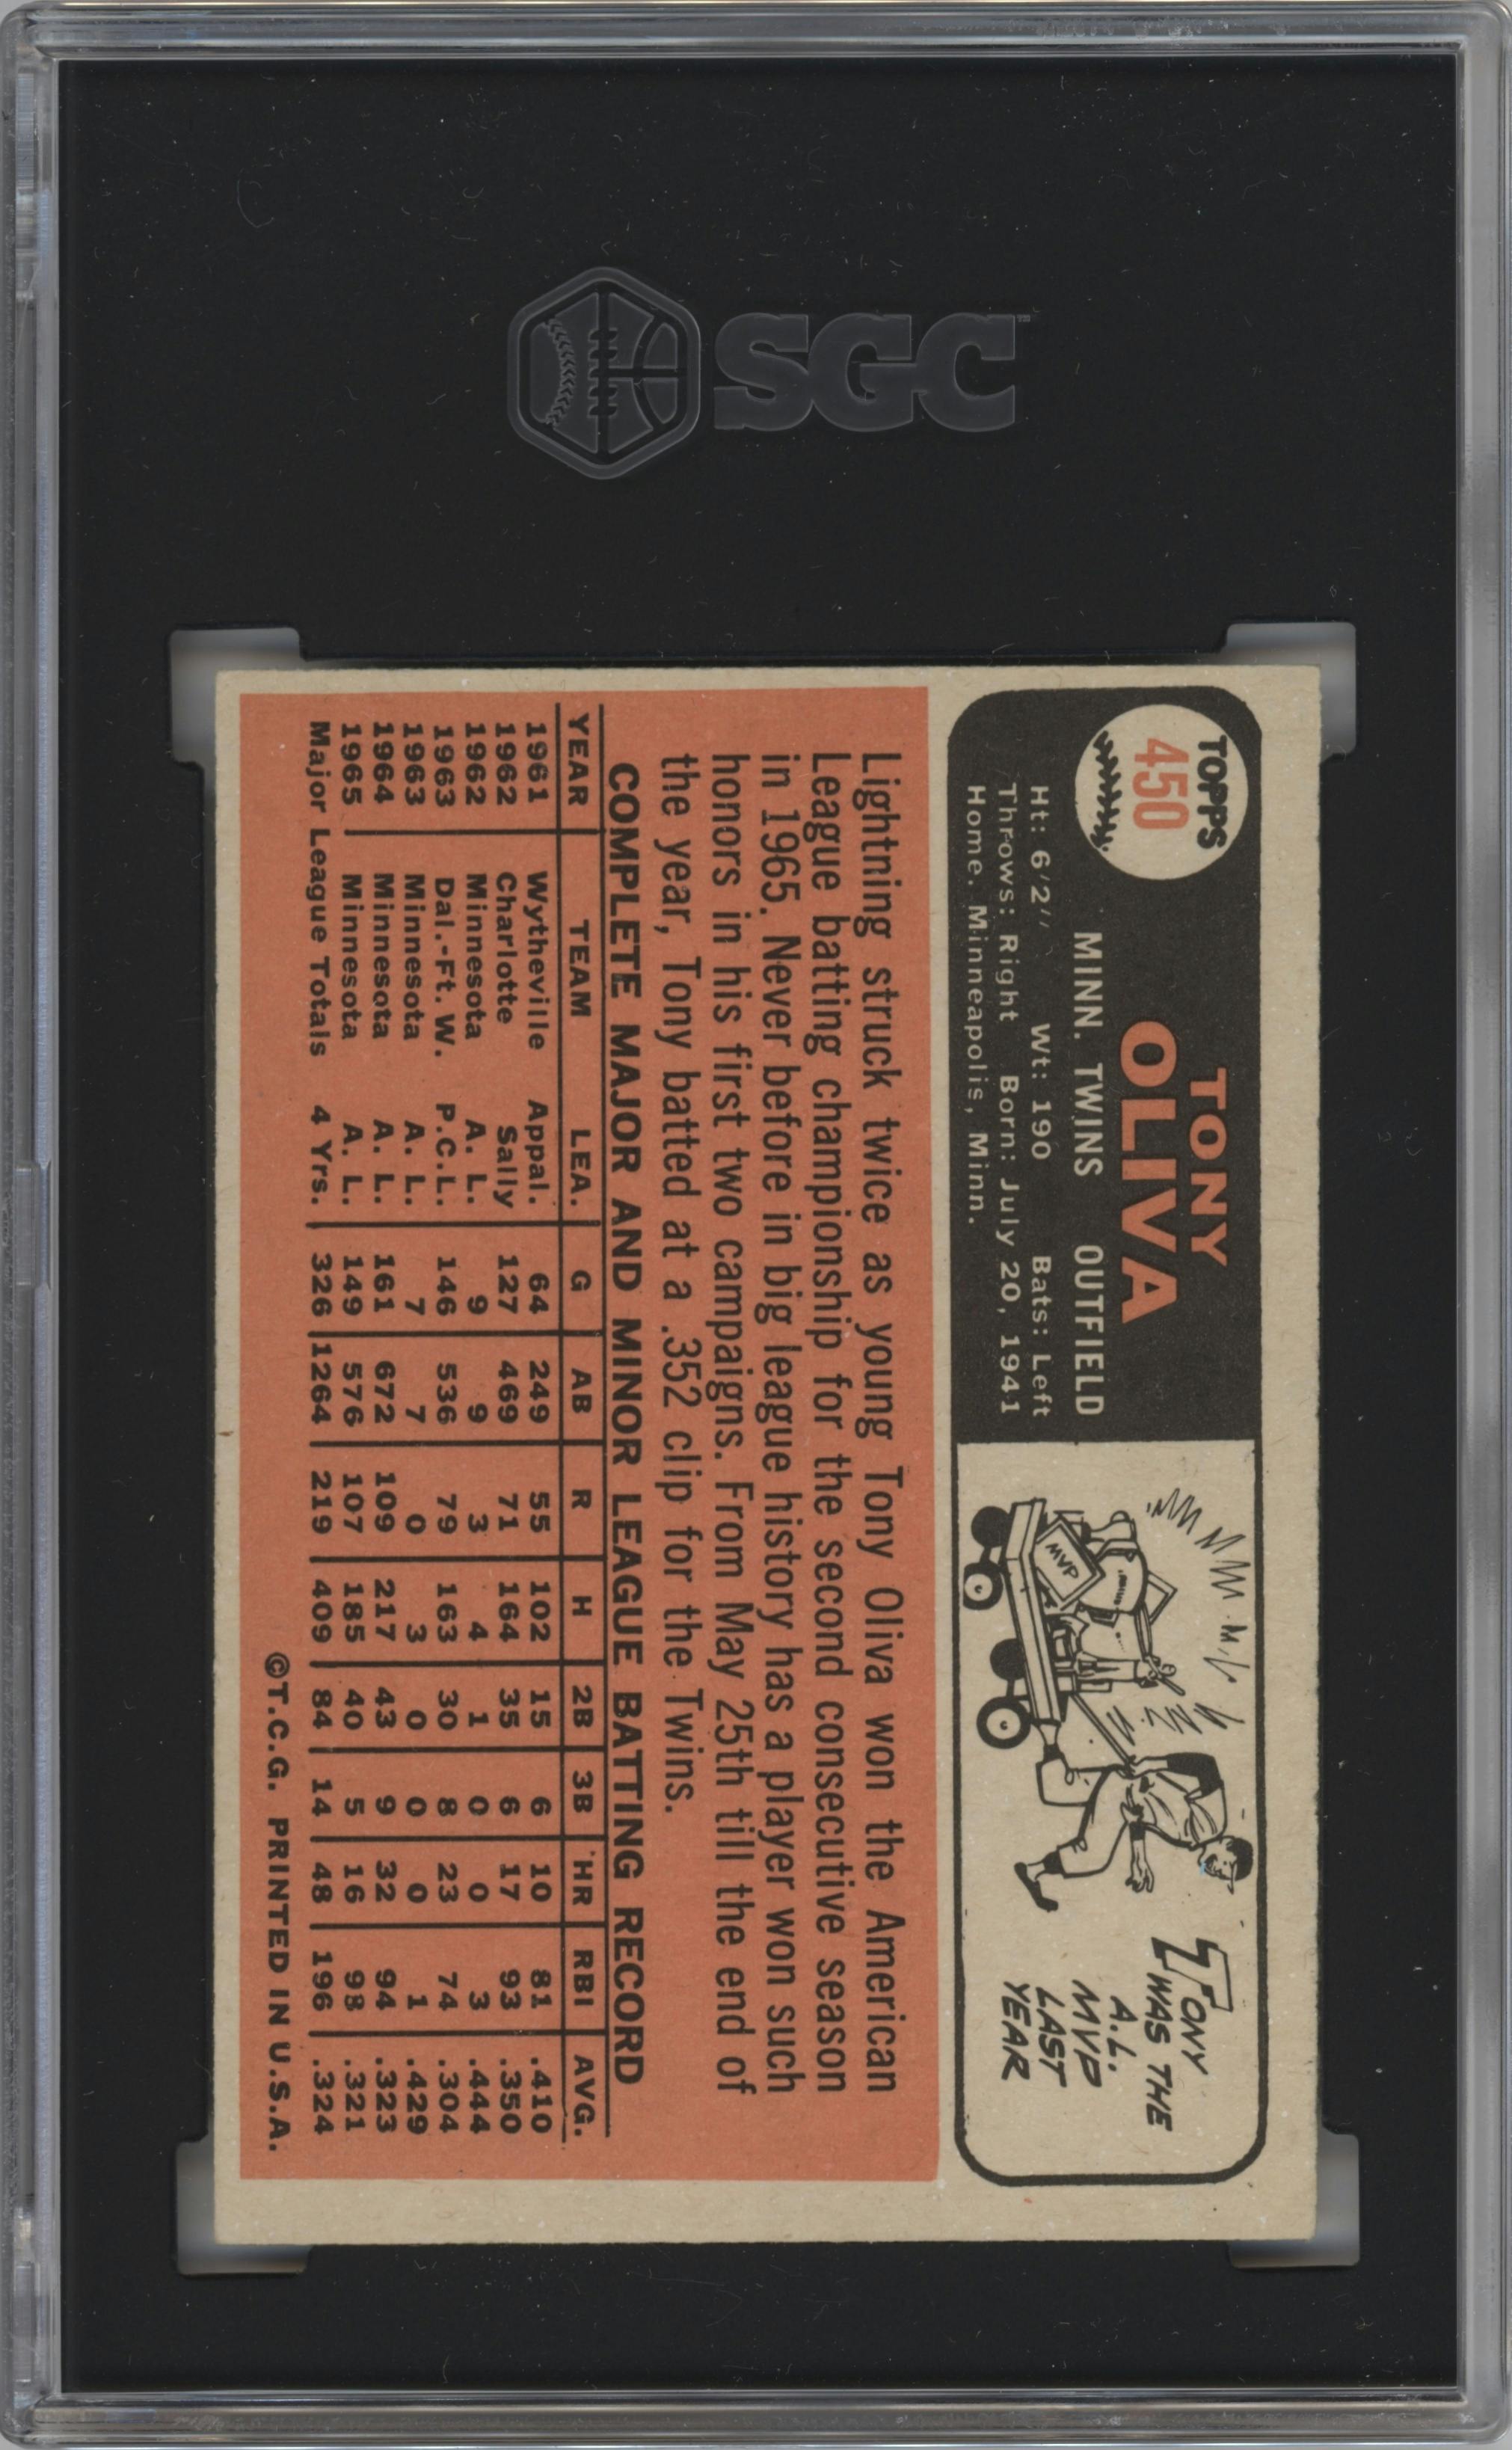 SGC
TOPPS
450
TONY
OLIVA
MINN. TWINS OUTFIELD
Ht: 6'2'' Wt: 190 Bats: Left
Throws: Right Born: July 20, 1941
Home. Minneapolis, Minn.
MVP
TONY
WAS THE
A.L.
MVP
LAST
YEAR
Lightning struck twice as young Tony Oliva won the American
League batting championship for the second consecutive season
in 1965. Never before in big league history has a player won such
honors in his first two campaigns. From May 25th till the end of
the year, Tony batted at a .352 clip for the Twins.
COMPLETE MAJOR AND MINOR LEAGUE BATTING RECORD
YEAR TEAM LEA. G AB R H 2B 3B HR RBI AVG.
1961 Wytheville Appal. 64 249 55 102 15 6 10 81 .410
1962 Charlotte Sally 127 469 71 164 35 6 17 93 .350
1962 Minnesota A. L. 9 9 3 4 1 0 0 3 .444
1963 Dal.-Ft. W. P.C.L. 146 536 79 163 30 8 23 74 .304
1963 Minnesota A. L. 7 7 0 3 0 0 0 1 .429
1964 Minnesota A. L. 161 672 109 217 43 9 32 94 .323
1965 Minnesota A. L. 149 576 107 185 40 5 16 98 .321
Major League Totals 4 Yrs. 326 1264 219 409 84 14 48 196 .324
©T.C.G. PRINTED IN U.S.A.